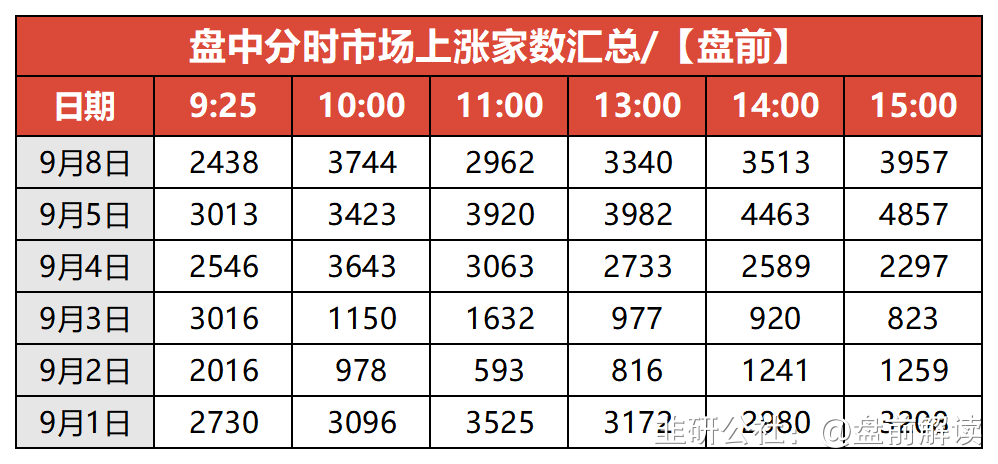 盘中分时市场上涨家数汇总/【盘前】
日期 9:25 10:00 11:00 13:00 14:00 15:00
9月8日 2438 3744 2962 3340 3513 3957
9月5日 3013 3423 3920 3982 4463 4857
9月4日 2546 3643 3063 2733 2589 2297
9月3日 3016 1150 1632 977 920 823
9月2日 2016 978 593 816 1241 1259
9月1日 2730 3096 3525 3172 2980
韭研公社：@盘前解读